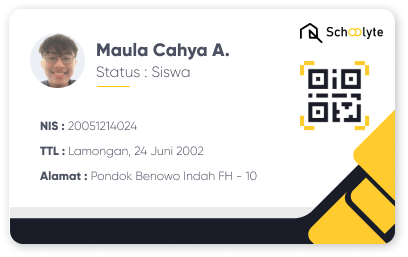 Schoolyte
Maula Cahya A.
Status : Siswa
NIS : 20051214024
TTL : Lamongan, 24 Juni 2002
Alamat : Pondok Benowo Indah FH - 10